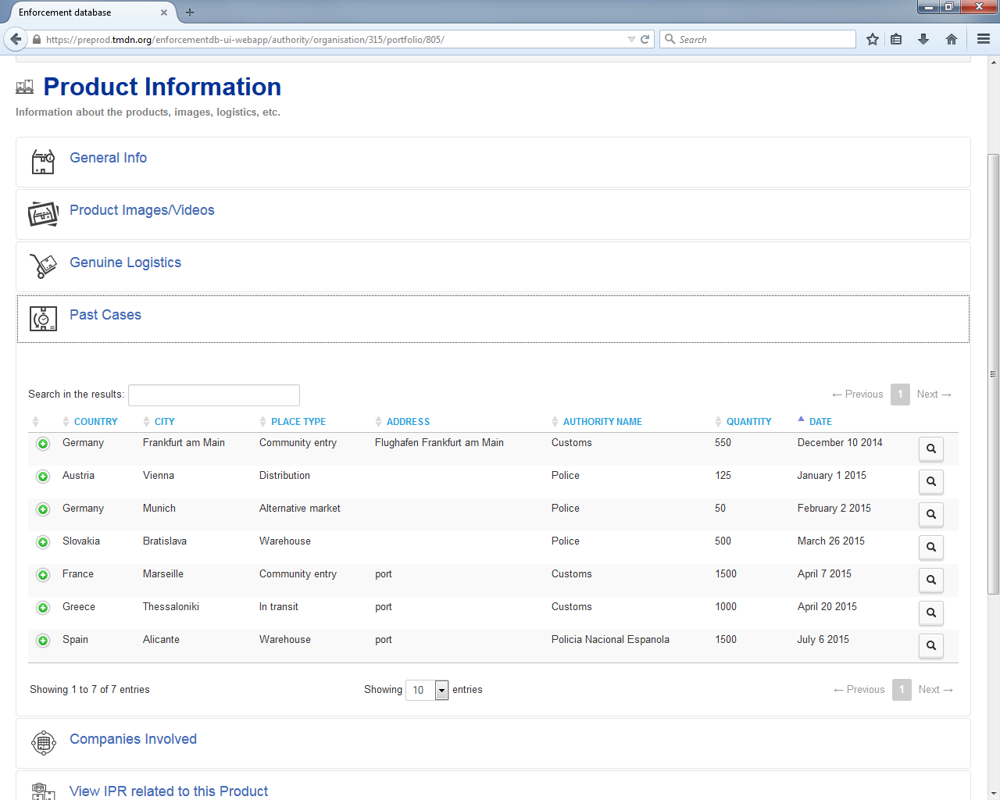 Enforcement database
https://preprod.tmdn.org/enforcementdb-ui-webapp/authority/organisation/315/portfolio/805/
Search
Product Information
Information about the products, images, logistics, etc.
General Info
Product Images/Videos
Genuine Logistics
Past Cases
Search in the results:
← Previous 1 Next →
COUNTRY CITY PLACE TYPE ADDRESS AUTHORITY NAME QUANTITY DATE
Germany Frankfurt am Main Community entry Flughafen Frankfurt am Main Customs 550 December 10 2014
Austria Vienna Distribution Police 125 January 1 2015
Germany Munich Alternative market Police 50 February 2 2015
Slovakia Bratislava Warehouse Police 500 March 26 2015
France Marseille Community entry port Customs 1500 April 7 2015
Greece Thessaloniki In transit port Customs 1000 April 20 2015
Spain Alicante Warehouse port Policia Nacional Espanola 1500 July 6 2015
Showing 1 to 7 of 7 entries Showing 10 entries ← Previous 1 Next →
Companies Involved
IPR
View IPR related to this Product